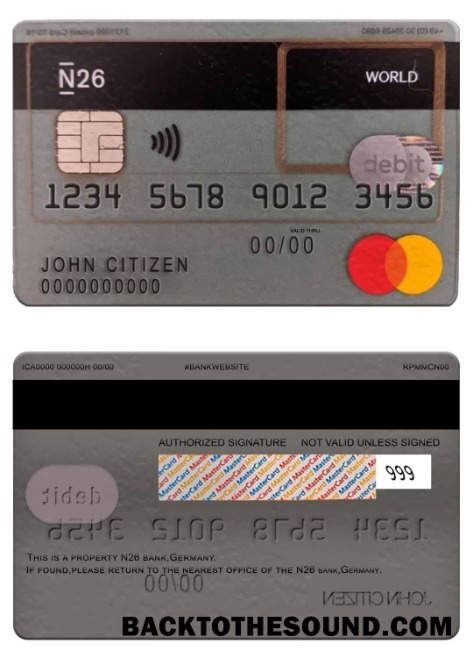 N26
WORLD
debit
1234 5678 9012 3456
VALID THRU
00/00
JOHN CITIZEN
0000000000
ICA0000 000000H 00/00 #BANKWEBSITE RPMMCN00
AUTHORIZED SIGNATURE NOT VALID UNLESS SIGNED
MasterCard MasterCard MasterCard
999
debit
1234 5678 9012 3456
THIS IS A PROPERTY N26 BANK,GERMANY.
IF FOUND,PLEASE RETURN TO THE NEAREST OFFICE OF THE N26 BANK,GERMANY.
00/00
JOHN CITIZEN
BACKTOTHESOUND.COM